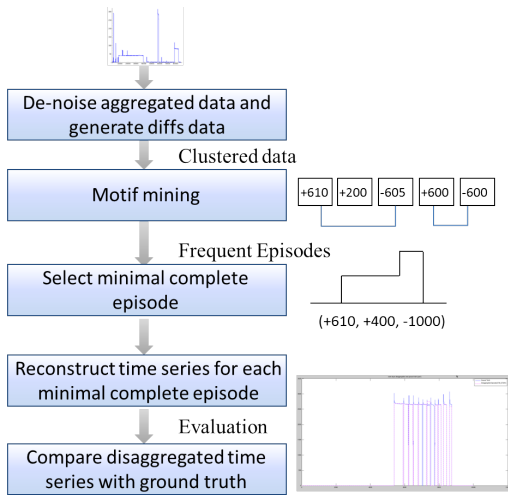 De-noise aggregated data and
generate diffs data
Clustered data
Motif mining
+610 +200 -605 +600 -600
Frequent Episodes
Select minimal complete
episode
(+610, +400, -1000)
Reconstruct time series for each
minimal complete episode
Evaluation
Compare disaggregated time
series with ground truth